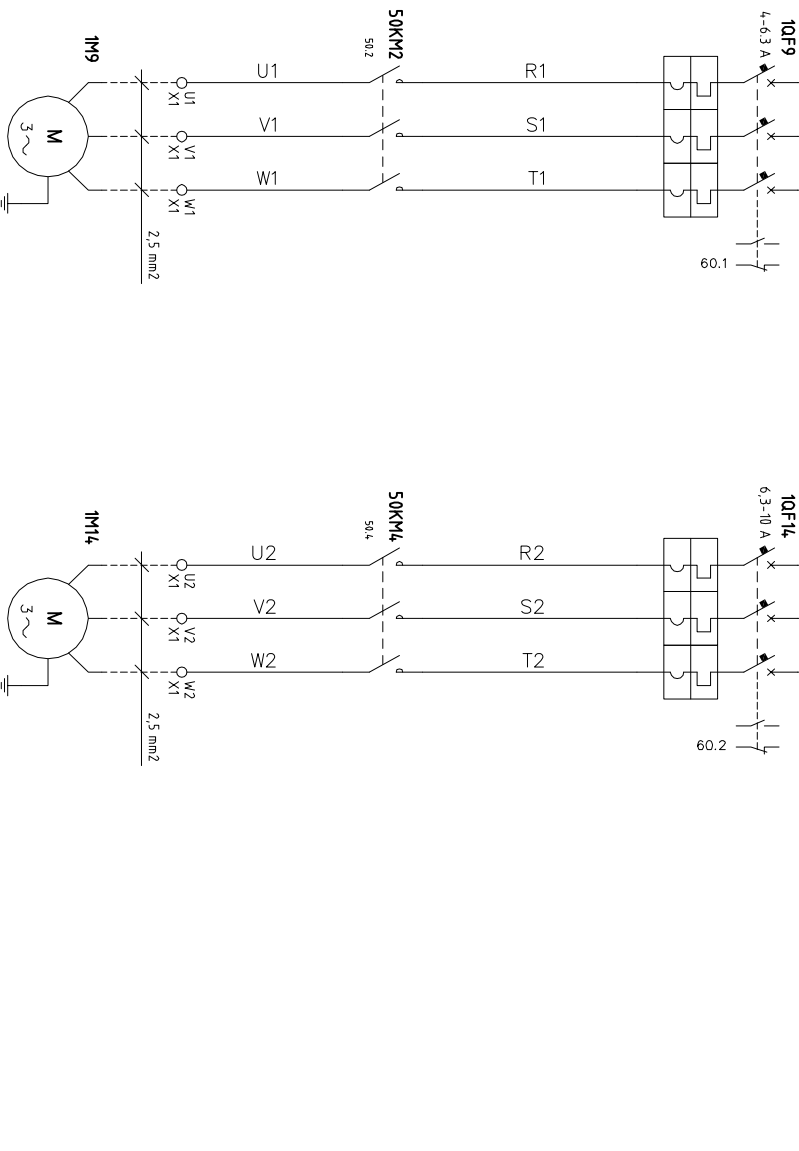 1QF9
4-6.3 A
50KM2
50.2
1M9
U1
R1
U1
X1
V1
S1
V1
X1
W1
T1
W1
X1
M
3~
2,5 mm2
60.1
1QF14
6,3-10 A
50KM4
50.4
1M14
U2
R2
U2
X1
V2
S2
V2
X1
W2
T2
W2
X1
M
3~
2,5 mm2
60.2